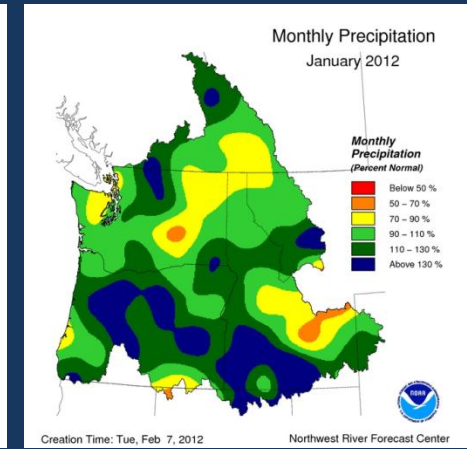 Monthly Precipitation
January 2012
Monthly
Precipitation
(Percent Normal)
Below 50 %
50 – 70 %
70 – 90 %
90 – 110 %
110 – 130 %
Above 130 %
NOAA
Creation Time: Tue, Feb 7, 2012
Northwest River Forecast Center